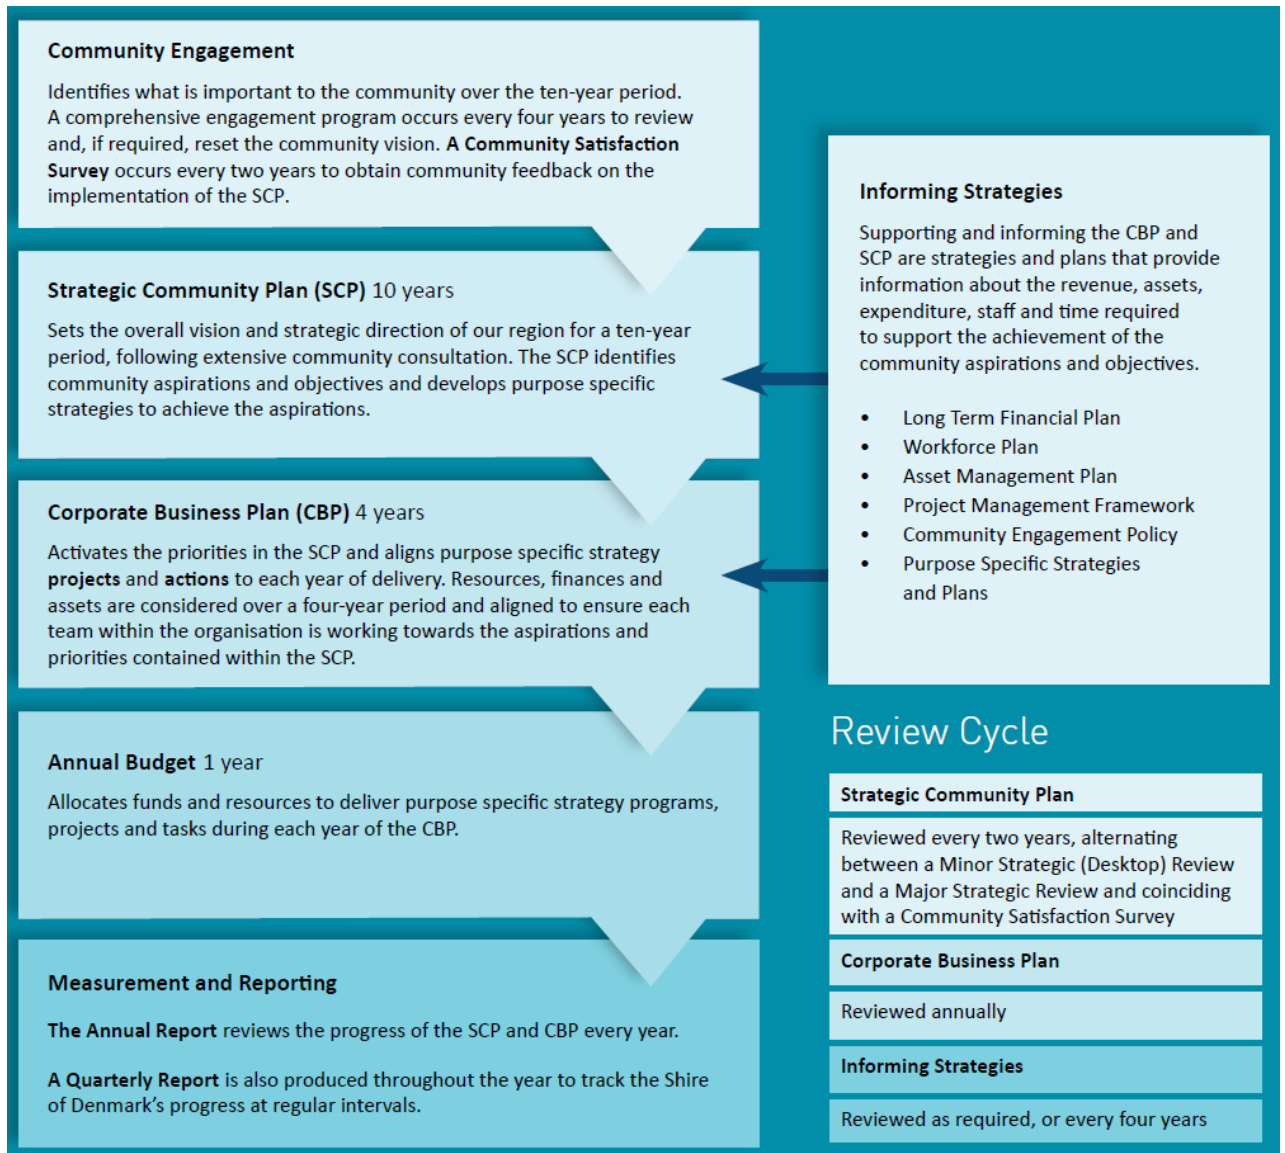 Community Engagement
Identifies what is important to the community over the ten-year period.
A comprehensive engagement program occurs every four years to review
and, if required, reset the community vision. A Community Satisfaction
Survey occurs every two years to obtain community feedback on the
implementation of the SCP.
Strategic Community Plan (SCP) 10 years
Sets the overall vision and strategic direction of our region for a ten-year
period, following extensive community consultation. The SCP identifies
community aspirations and objectives and develops purpose specific
strategies to achieve the aspirations.
Corporate Business Plan (CBP) 4 years
Activates the priorities in the SCP and aligns purpose specific strategy
projects and actions to each year of delivery. Resources, finances and
assets are considered over a four-year period and aligned to ensure each
team within the organisation is working towards the aspirations and
priorities contained within the SCP.
Annual Budget 1 year
Allocates funds and resources to deliver purpose specific strategy programs,
projects and tasks during each year of the CBP.
Measurement and Reporting
The Annual Report reviews the progress of the SCP and CBP every year.
A Quarterly Report is also produced throughout the year to track the Shire
of Denmark's progress at regular intervals.
Informing Strategies
Supporting and informing the CBP and
SCP are strategies and plans that provide
information about the revenue, assets,
expenditure, staff and time required
to support the achievement of the
community aspirations and objectives.
• Long Term Financial Plan
• Workforce Plan
• Asset Management Plan
• Project Management Framework
• Community Engagement Policy
• Purpose Specific Strategies
and Plans
Review Cycle
Strategic Community Plan
Reviewed every two years, alternating
between a Minor Strategic (Desktop) Review
and a Major Strategic Review and coinciding
with a Community Satisfaction Survey
Corporate Business Plan
Reviewed annually
Informing Strategies
Reviewed as required, or every four years